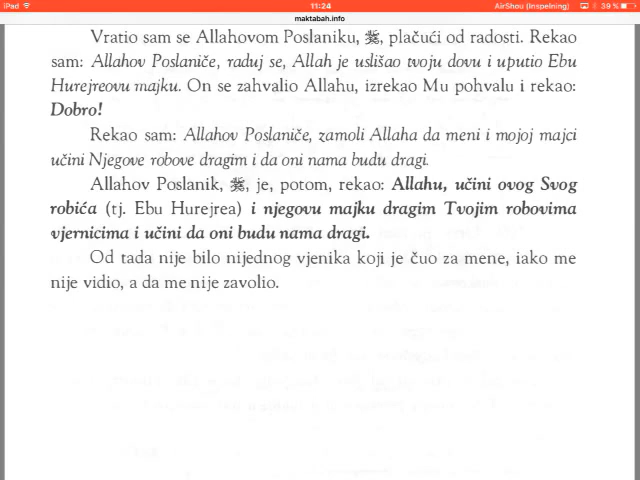 iPad 11:24 AirShou (Inspelning) 39 %
maktabah.info
Vratio sam se Allahovom Poslaniku, ﷺ, plačući od radosti. Rekao
sam: Allahov Poslaniče, raduj se, Allah je uslišao tvoju dovu i uputio Ebu
Hurejreovu majku. On se zahvalio Allahu, izrekao Mu pohvalu i rekao:
Dobro!
Rekao sam: Allahov Poslaniče, zamoli Allaha da meni i mojoj majci
učini Njegove robove dragim i da oni nama budu dragi.
Allahov Poslanik, ﷺ, je, potom, rekao: Allahu, učini ovog Svog
robića (tj. Ebu Hurejrea) i njegovu majku dragim Tvojim robovima
vjernicima i učini da oni budu nama dragi.
Od tada nije bilo nijednog vjenika koji je čuo za mene, iako me
nije vidio, a da me nije zavolio.